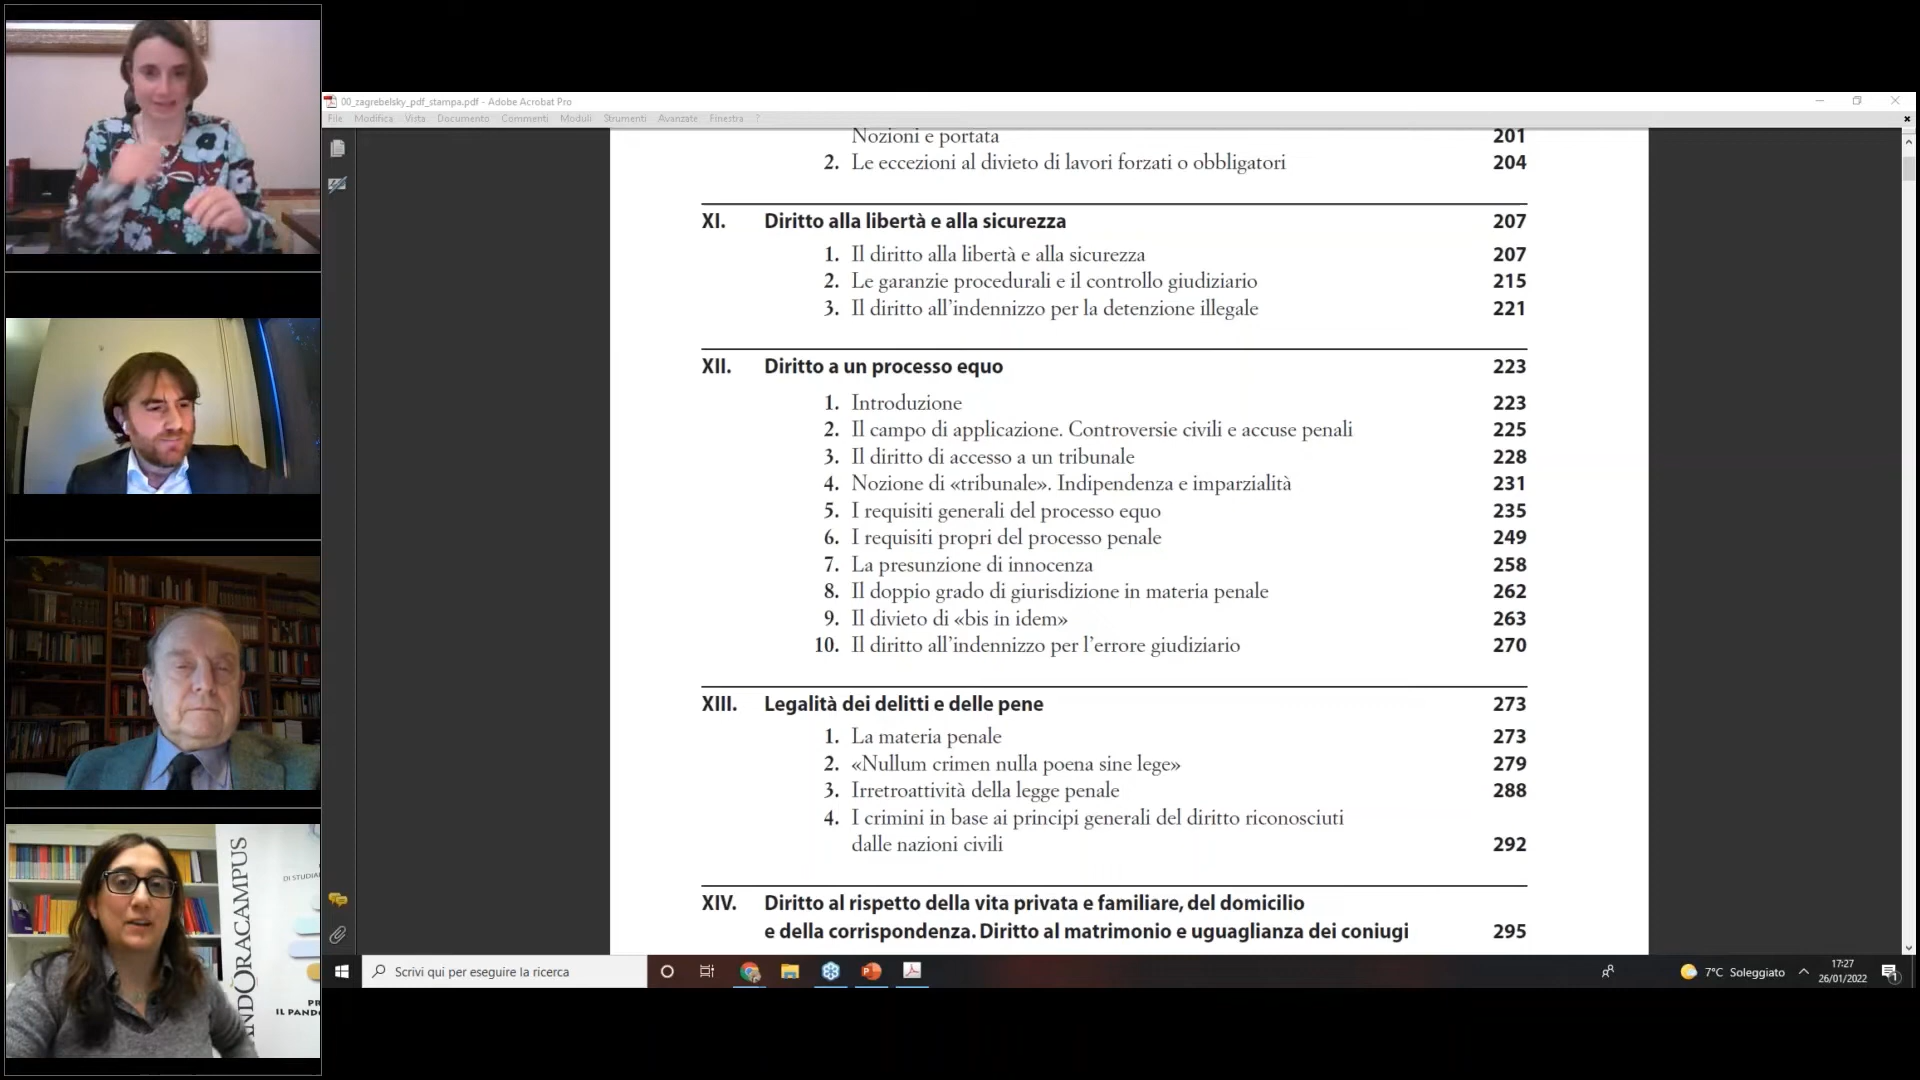 00_zagrebelsky_pdf_stampa.pdf - Adobe Acrobat Pro
File Modifica Vista Documento Commenti Moduli Strumenti Avanzate Finestra ?
Nozioni e portata 201
2. Le eccezioni al divieto di lavori forzati o obbligatori 204
XI. Diritto alla libertà e alla sicurezza 207
1. Il diritto alla libertà e alla sicurezza 207
2. Le garanzie procedurali e il controllo giudiziario 215
3. Il diritto all'indennizzo per la detenzione illegale 221
XII. Diritto a un processo equo 223
1. Introduzione 223
2. Il campo di applicazione. Controversie civili e accuse penali 225
3. Il diritto di accesso a un tribunale 228
4. Nozione di «tribunale». Indipendenza e imparzialità 231
5. I requisiti generali del processo equo 235
6. I requisiti propri del processo penale 249
7. La presunzione di innocenza 258
8. Il doppio grado di giurisdizione in materia penale 262
9. Il divieto di «bis in idem» 263
10. Il diritto all'indennizzo per l'errore giudiziario 270
XIII. Legalità dei delitti e delle pene 273
1. La materia penale 273
2. «Nullum crimen nulla poena sine lege» 279
3. Irretroattività della legge penale 288
4. I crimini in base ai principi generali del diritto riconosciuti
dalle nazioni civili 292
XIV. Diritto al rispetto della vita privata e familiare, del domicilio
e della corrispondenza. Diritto al matrimonio e uguaglianza dei coniugi 295
Scrivi qui per eseguire la ricerca
7°C Soleggiato
17:27
26/01/2022
1
NDORACAMPUS
DI STUDIA
PR
IL PAND